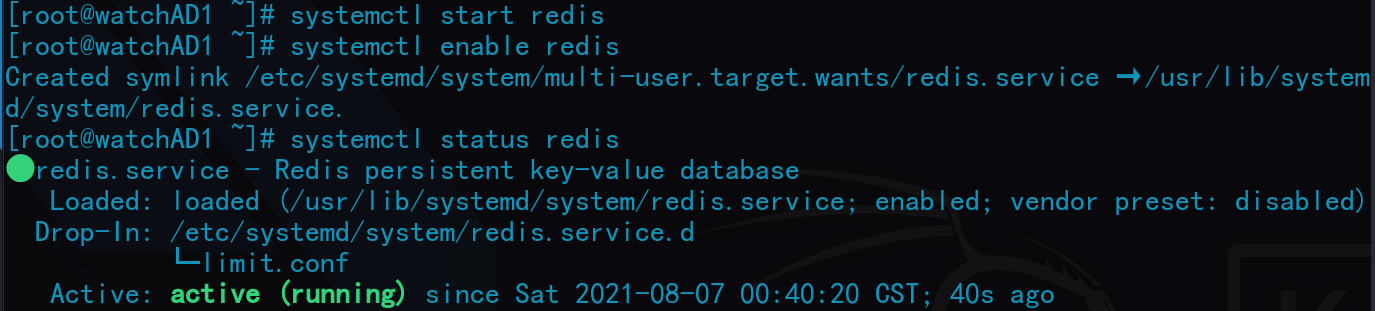 [root@watchAD1 ~]# systemctl start redis
[root@watchAD1 ~]# systemctl enable redis
Created symlink /etc/systemd/system/multi-user.target.wants/redis.service →/usr/lib/system
d/system/redis.service.
[root@watchAD1 ~]# systemctl status redis
●redis.service - Redis persistent key-value database
   Loaded: loaded (/usr/lib/systemd/system/redis.service; enabled; vendor preset: disabled)
  Drop-In: /etc/systemd/system/redis.service.d
           └─limit.conf
   Active: active (running) since Sat 2021-08-07 00:40:20 CST; 40s ago